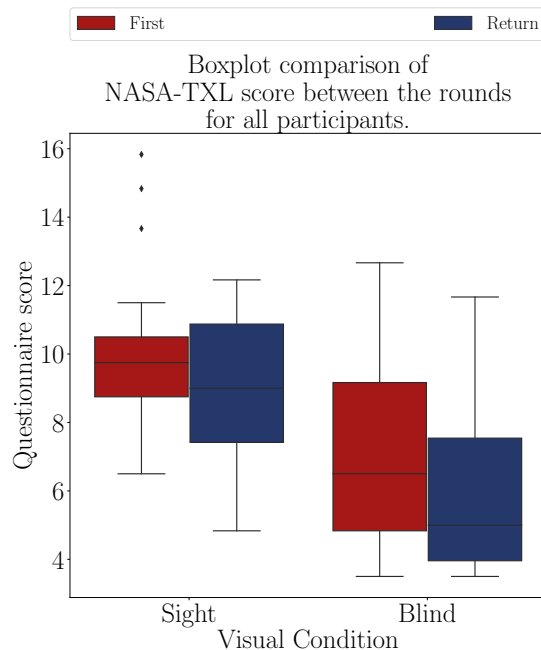 First
Return
Boxplot comparison of
NASA-TXL score between the rounds
for all participants.
16
14
12
10
8
6
4
Questionnaire score
Sight
Blind
Visual Condition